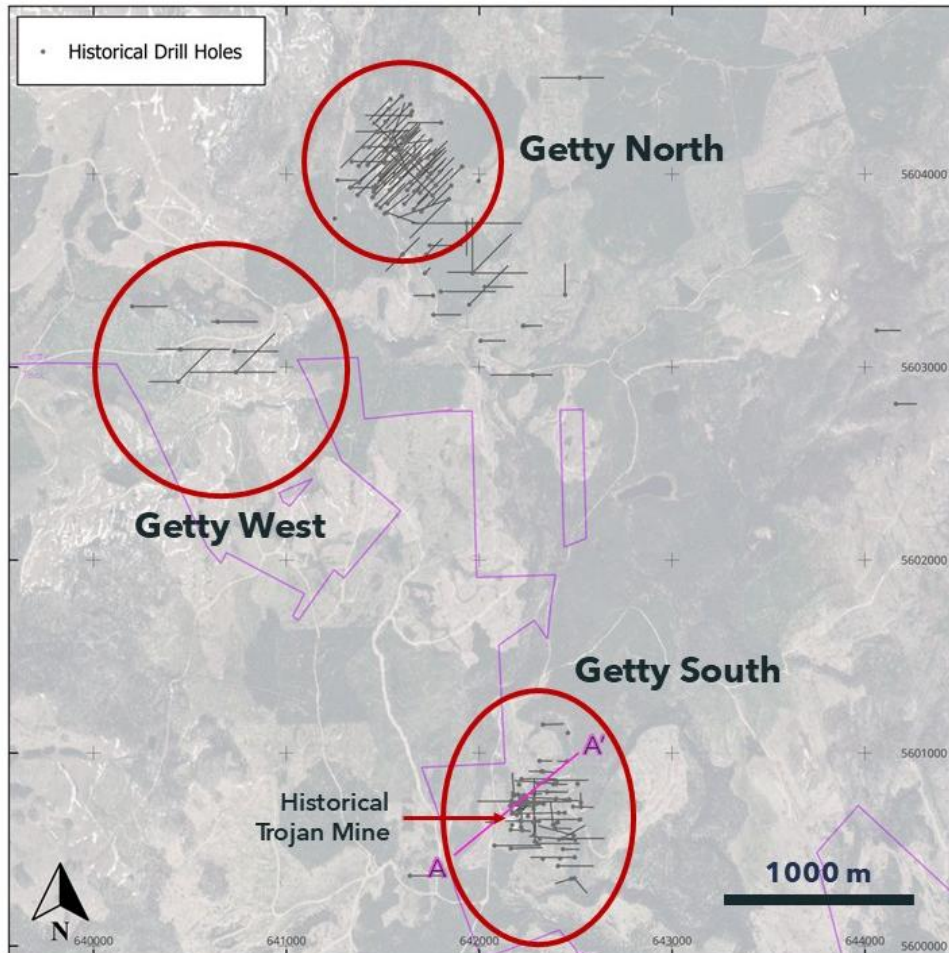 Historical Drill Holes
Getty North
5604000
5603000
Getty West
5602000
Getty South
A'
5601000
Historical
Trojan Mine
A
1000 m
N
640000
641000
642000
643000
644000
5600000